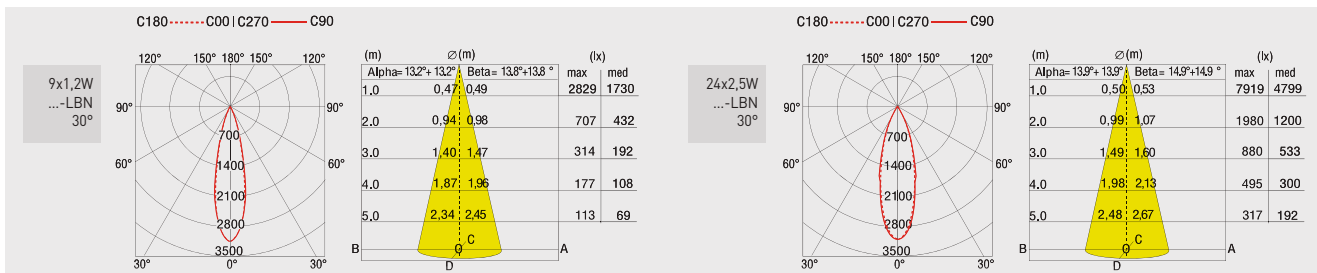 C180 C00 | C270 C90
9x1,2W
...-LBN
30°
120° 150° 180° 150° 120°
90° 90°
60° 60°
700
1400
2100
2800
3500
30° 0° 30°
(m) ∅(m) (lx)
Alpha= 13.2°+ 13.2° Beta= 13.8°+13.8 ° max med
1.0 0,47 0,49 2829 1730
2.0 0,94 0,98 707 432
3.0 1,40 1,47 314 192
4.0 1,87 1,96 177 108
5.0 2,34 2,45 113 69
C
B O A
D
C180 C00 | C270 C90
24x2,5W
...-LBN
30°
120° 150° 180° 150° 120°
90° 90°
60° 60°
700
1400
2100
2800
3500
30° 0° 30°
(m) ∅(m) (lx)
Alpha= 13.9°+ 13.9° Beta= 14.9°+14.9 ° max med
1.0 0,50 0,53 7919 4799
2.0 0,99 1,07 1980 1200
3.0 1,49 1,60 880 533
4.0 1,98 2,13 495 300
5.0 2,48 2,67 317 192
C
B O A
D